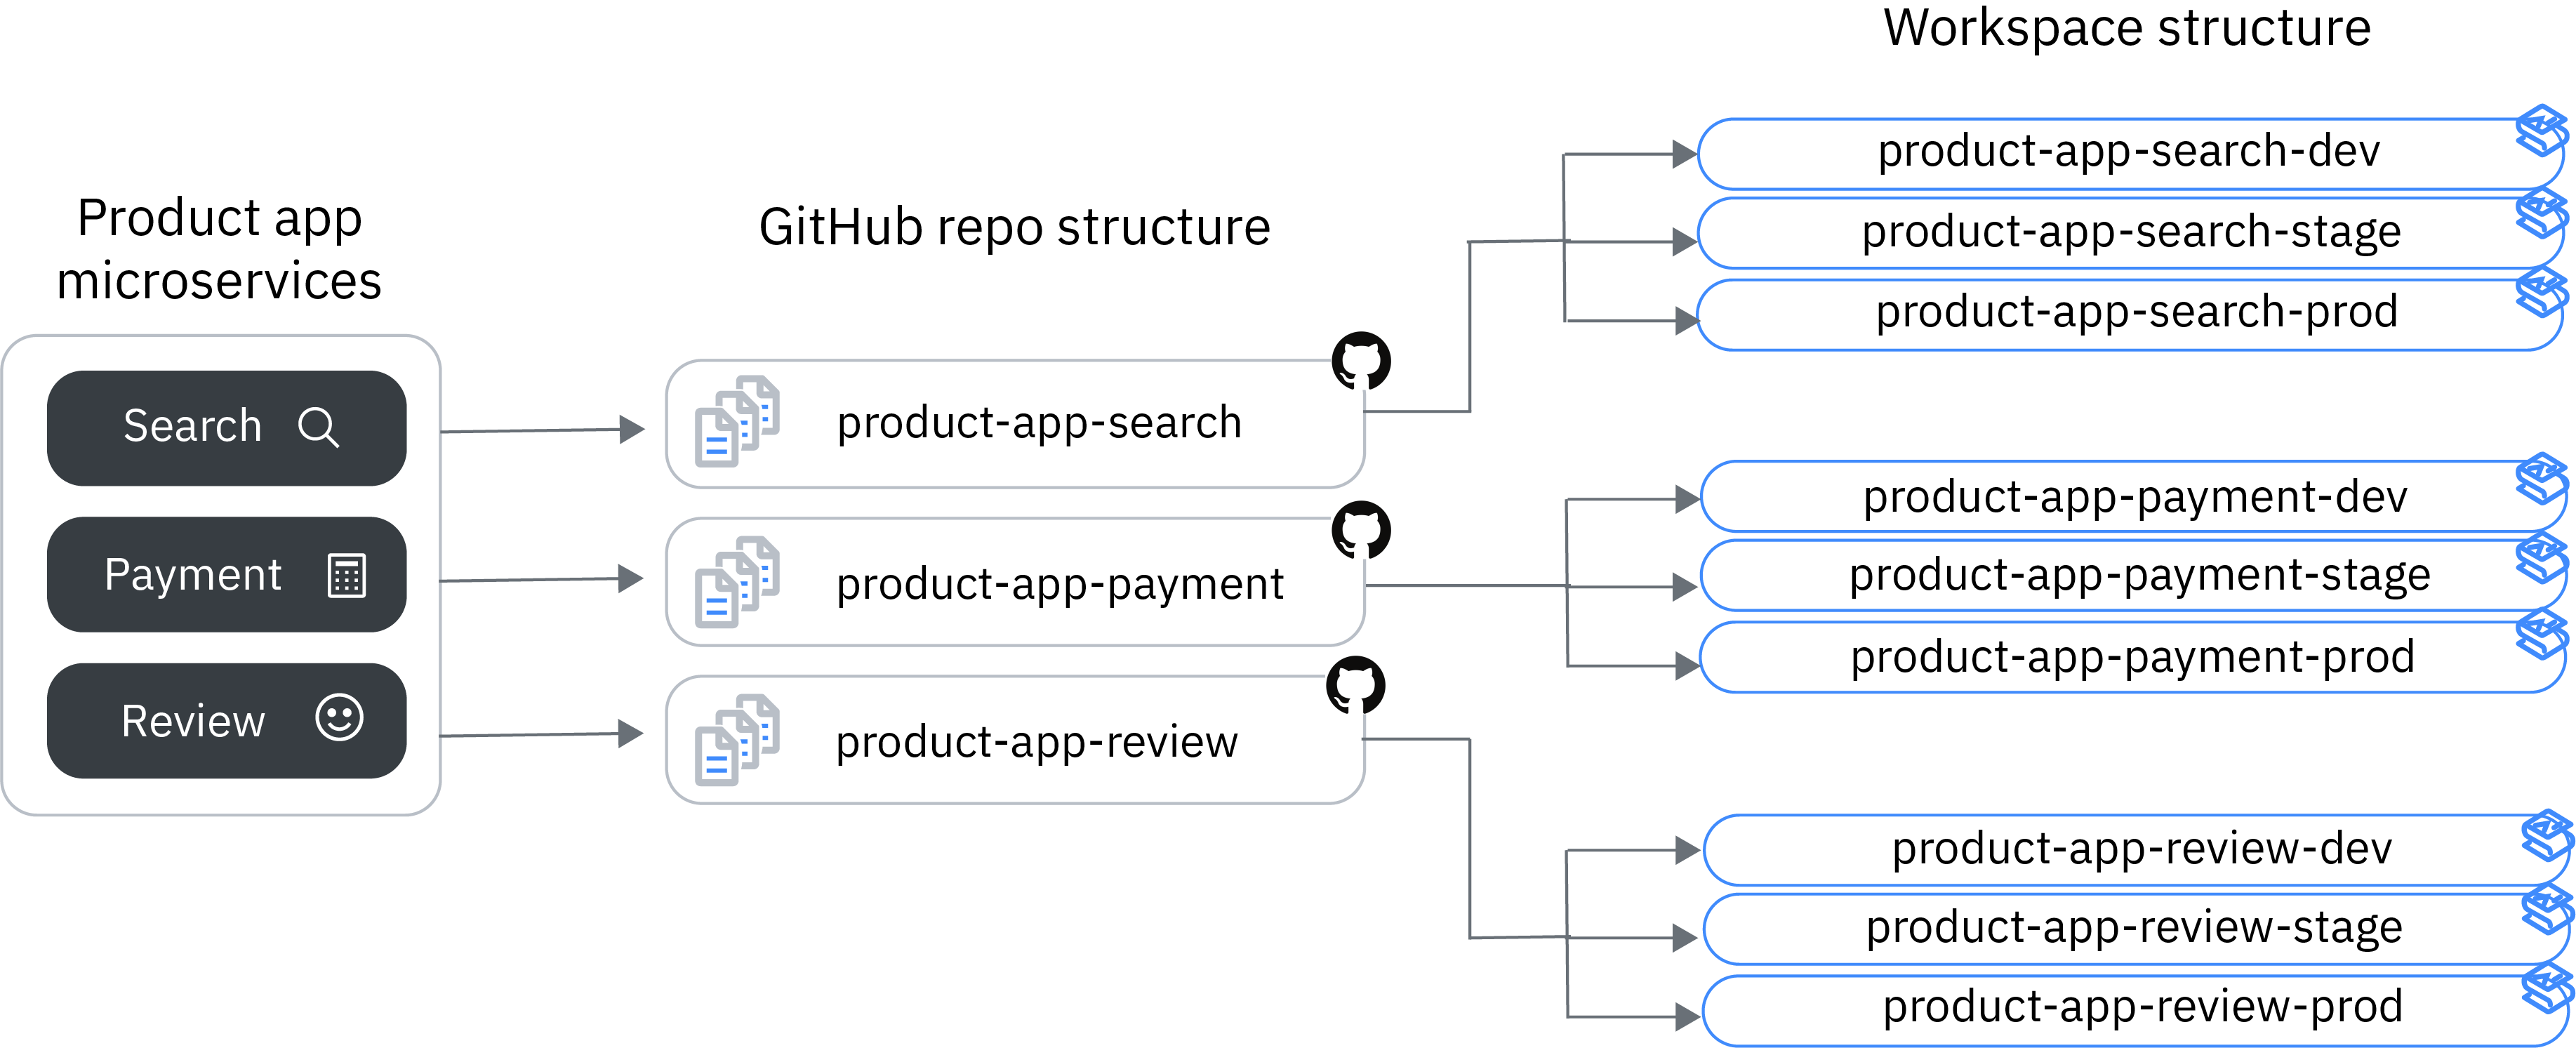 Product app
microservices
Search
Payment
Review
GitHub repo structure
product-app-search
product-app-payment
product-app-review
Workspace structure
product-app-search-dev
product-app-search-stage
product-app-search-prod
product-app-payment-dev
product-app-payment-stage
product-app-payment-prod
product-app-review-dev
product-app-review-stage
product-app-review-prod